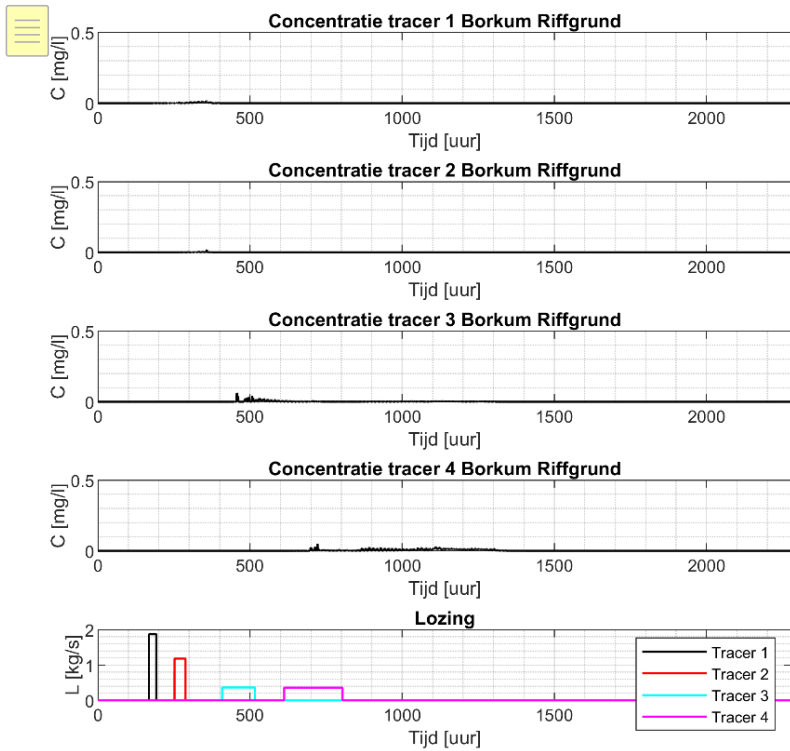 Concentratie tracer 1 Borkum Riffgrund
0.5
0
C [mg/l]
0 500 1000 1500 2000
Tijd [uur]
Concentratie tracer 2 Borkum Riffgrund
0.5
0
C [mg/l]
0 500 1000 1500 2000
Tijd [uur]
Concentratie tracer 3 Borkum Riffgrund
0.5
0
C [mg/l]
0 500 1000 1500 2000
Tijd [uur]
Concentratie tracer 4 Borkum Riffgrund
0.5
0
C [mg/l]
0 500 1000 1500 2000
Tijd [uur]
Lozing
2
1
0
L [kg/s]
Tracer 1
Tracer 2
Tracer 3
Tracer 4
0 500 1000 1500 2000
Tijd [uur]